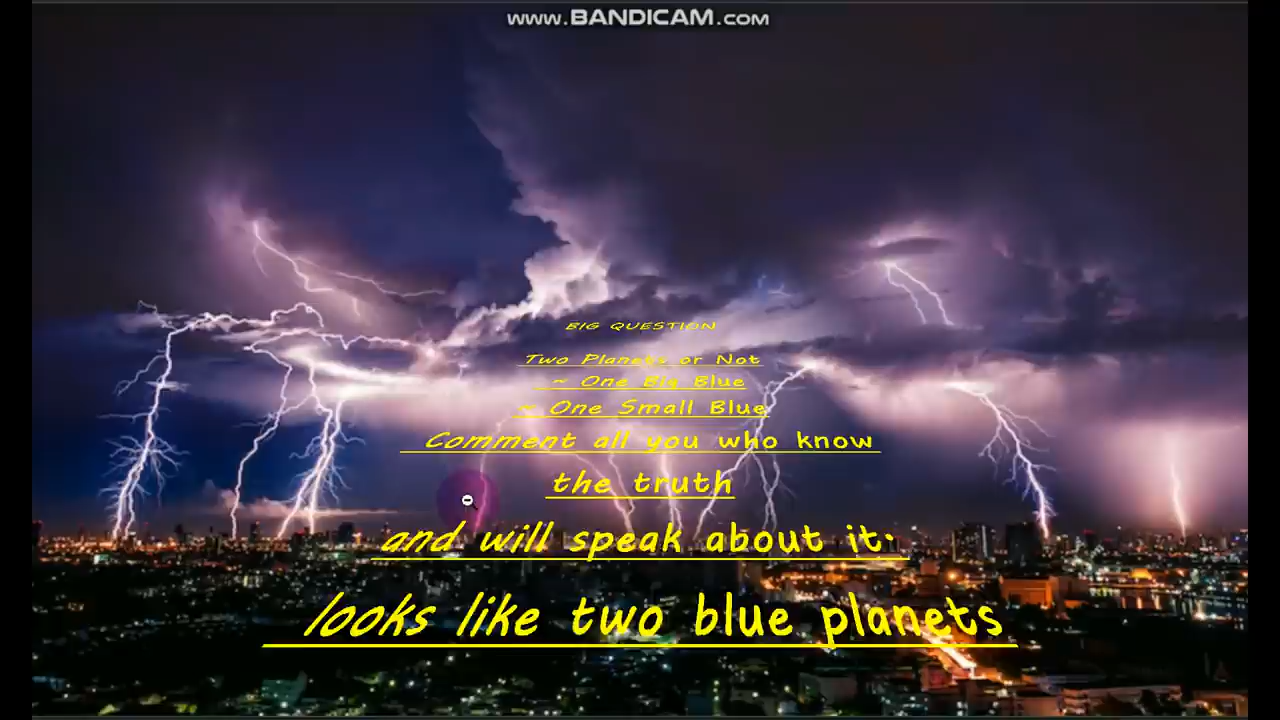 www.BANDICAM.COM
BIG QUESTION
Two Planets or Not
~ One Big Blue
~ One Small Blue
Comment all you who know
the truth
and will speak about it.
looks like two blue planets